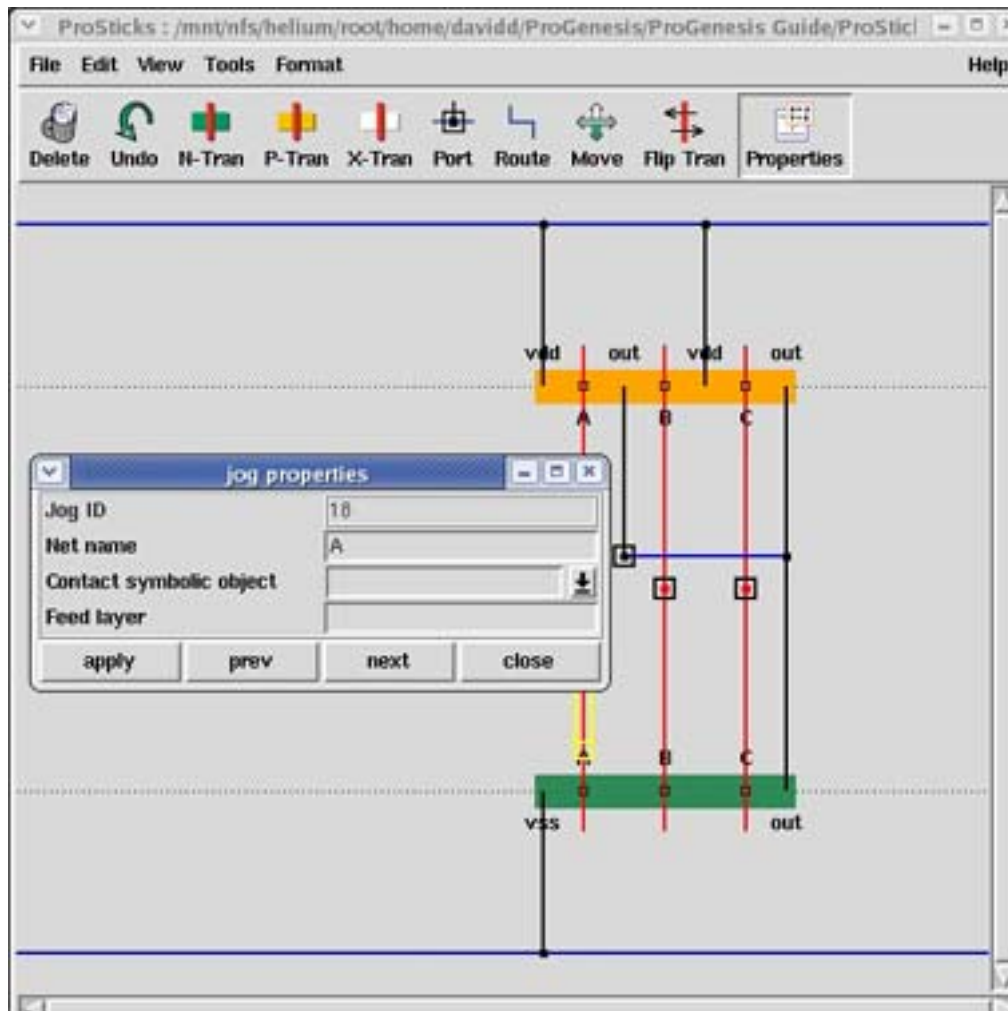 ProSticks : /mnt/nfs/helium/root/home/davidd/ProGenesis/ProGenesis Guide/ProSticl
File Edit View Tools Format Help
Delete Undo N-Tran P-Tran X-Tran Port Route Move Flip Tran Properties
vdd out vdd out
A B C
jog properties
Jog ID 18
Net name A
Contact symbolic object
Feed layer
apply prev next close
A B C
vss out